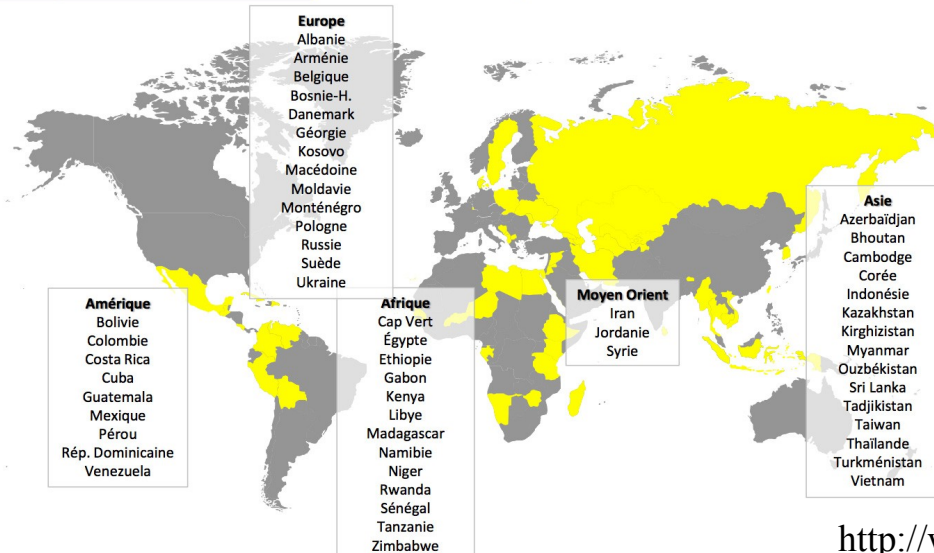 Europe
Albanie
Arménie
Belgique
Bosnie-H.
Danemark
Géorgie
Kosovo
Macédoine
Moldavie
Monténégro
Pologne
Russie
Suède
Ukraine
Amérique
Bolivie
Colombie
Costa Rica
Cuba
Guatemala
Mexique
Pérou
Rép. Dominicaine
Venezuela
Afrique
Cap Vert
Égypte
Ethiopie
Gabon
Kenya
Libye
Madagascar
Namibie
Niger
Rwanda
Sénégal
Tanzanie
Zimbabwe
Moyen Orient
Iran
Jordanie
Syrie
Asie
Azerbaïdjan
Bhoutan
Cambodge
Corée
Indonésie
Kazakhstan
Kirghizistan
Myanmar
Ouzbékistan
Sri Lanka
Tadjikistan
Taiwan
Thaïlande
Turkménistan
Vietnam
http://